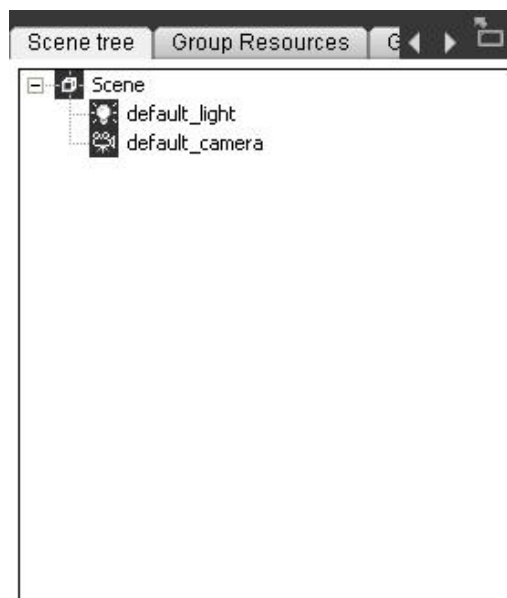 Scene tree Group Resources G
Scene
default_light
default_camera